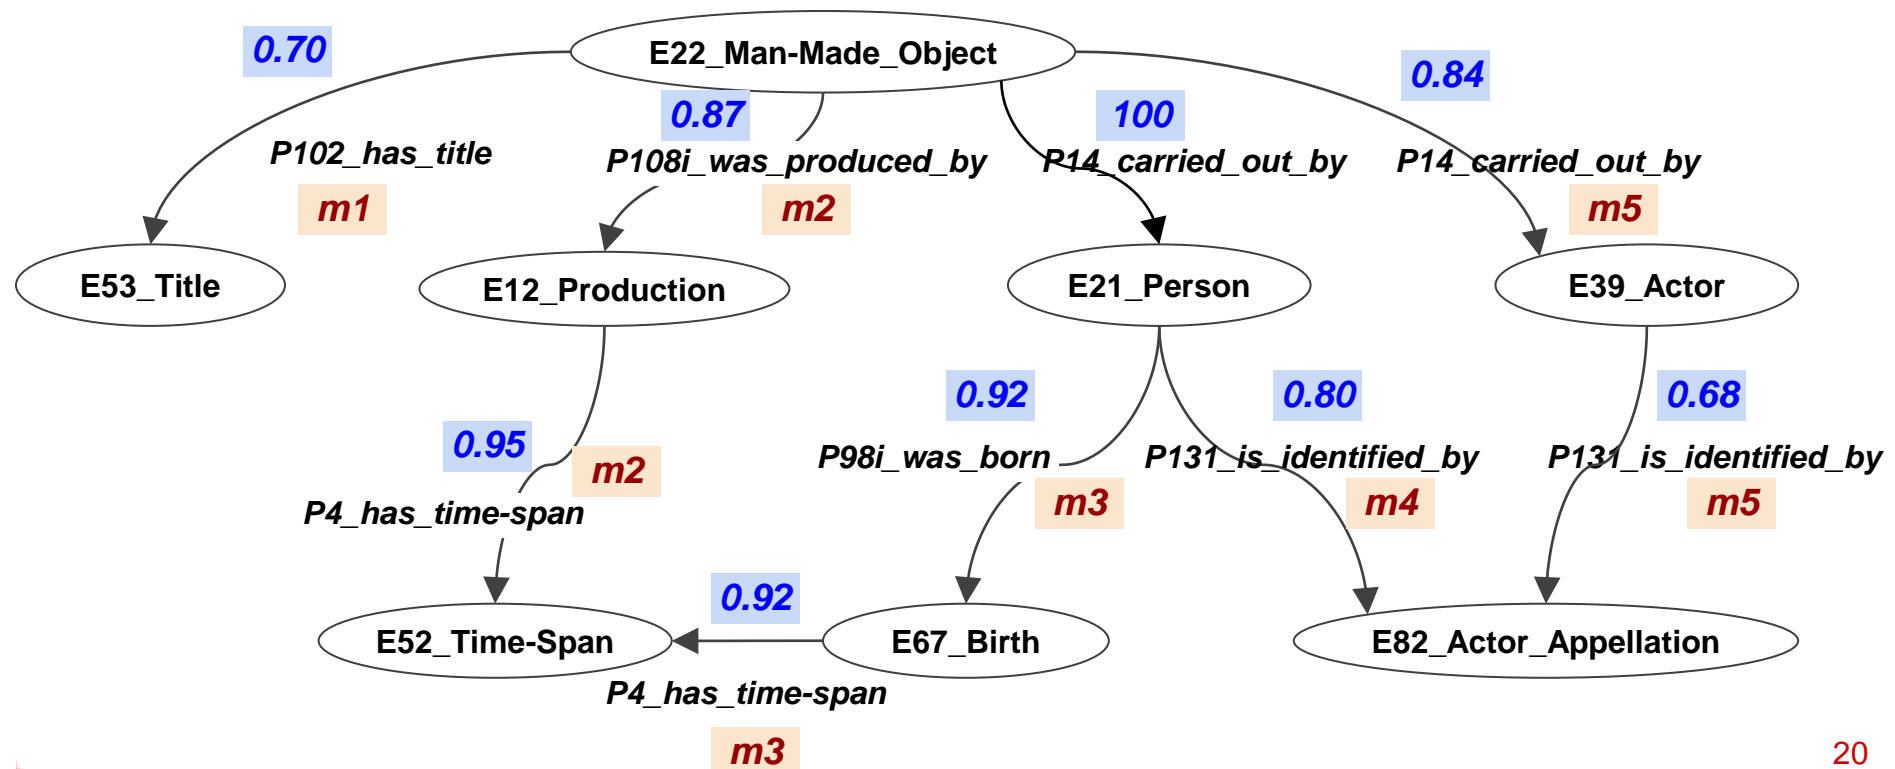 E22_Man-Made_Object
0.70
0.84
0.87
100
P102_has_title
P108i_was_produced_by
P14_carried_out_by
P14_carried_out_by
m1
m2
m5
E53_Title
E12_Production
E21_Person
E39_Actor
0.95
0.92
0.80
0.68
m2
P98i_was_born
P131_is_identified_by
P131_is_identified_by
P4_has_time-span
m3
m4
m5
0.92
E52_Time-Span
E67_Birth
E82_Actor_Appellation
P4_has_time-span
m3
20